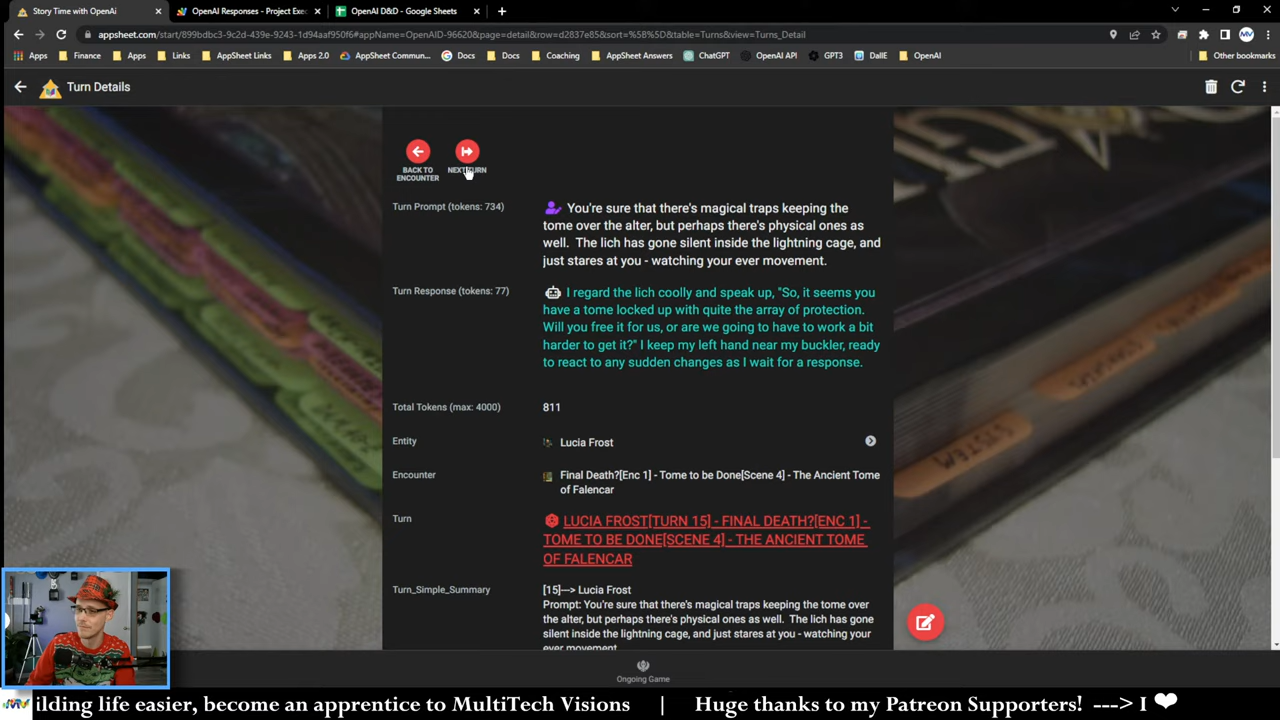 Story Time with OpenAi
OpenAI Responses - Project Exec
OpenAI D&D - Google Sheets
appsheet.com/start/899bdbc3-9c2d-439e-9243-1d94aaf950f6#appName=OpenAID-96620&page=detail&row=d2837e85&sort=%5B%5D&table=Turns&view=Turns_Detail
Apps
Finance
Apps
Links
AppSheet Links
Apps 2.0
AppSheet Commun...
Docs
Docs
Coaching
AppSheet Answers
ChatGPT
OpenAI API
GPT3
DallE
OpenAI
Other bookmarks
Turn Details
BACK TO
ENCOUNTER
NEXT TURN
Turn Prompt (tokens: 734)
You're sure that there's magical traps keeping the
tome over the alter, but perhaps there's physical ones as
well. The lich has gone silent inside the lightning cage, and
just stares at you - watching your ever movement.
Turn Response (tokens: 77)
I regard the lich coolly and speak up, "So, it seems you
have a tome locked up with quite the array of protection.
Will you free it for us, or are we going to have to work a bit
harder to get it?" I keep my left hand near my buckler, ready
to react to any sudden changes as I wait for a response.
Total Tokens (max: 4000)
811
Entity
Lucia Frost
Encounter
Final Death?[Enc 1] - Tome to be Done[Scene 4] - The Ancient Tome
of Falencar
Turn
LUCIA FROST[TURN 15] - FINAL DEATH?[ENC 1] -
TOME TO BE DONE[SCENE 4] - THE ANCIENT TOME
OF FALENCAR
Turn_Simple_Summary
[15]---> Lucia Frost
Prompt: You're sure that there's magical traps keeping the tome over
the alter, but perhaps there's physical ones as well. The lich has gone
silent inside the lightning cage, and just stares at you - watching your
ever movement.
Ongoing Game
uilding life easier, become an apprentice to MultiTech Visions | Huge thanks to my Patreon Supporters! ---> I ❤